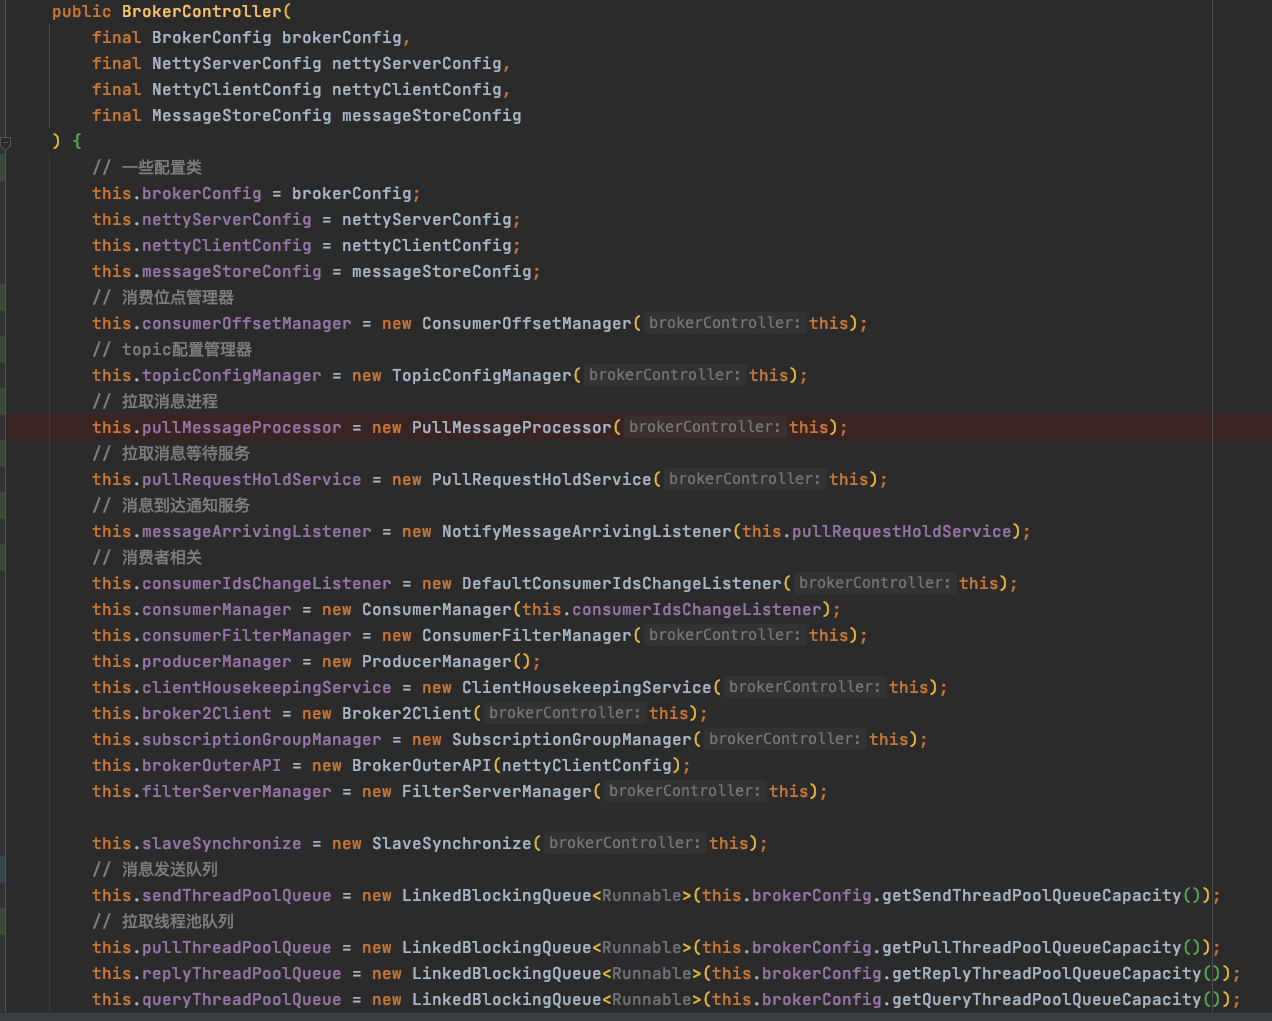 public BrokerController(
final BrokerConfig brokerConfig,
final NettyServerConfig nettyServerConfig,
final NettyClientConfig nettyClientConfig,
final MessageStoreConfig messageStoreConfig
) {
// 一些配置类
this.brokerConfig = brokerConfig;
this.nettyServerConfig = nettyServerConfig;
this.nettyClientConfig = nettyClientConfig;
this.messageStoreConfig = messageStoreConfig;
// 消费位点管理器
this.consumerOffsetManager = new ConsumerOffsetManager( brokerController: this);
// topic配置管理器
this.topicConfigManager = new TopicConfigManager( brokerController: this);
// 拉取消息进程
this.pullMessageProcessor = new PullMessageProcessor( brokerController: this);
// 拉取消息等待服务
this.pullRequestHoldService = new PullRequestHoldService( brokerController: this);
// 消息到达通知服务
this.messageArrivingListener = new NotifyMessageArrivingListener(this.pullRequestHoldService);
// 消费者相关
this.consumerIdsChangeListener = new DefaultConsumerIdsChangeListener( brokerController: this);
this.consumerManager = new ConsumerManager(this.consumerIdsChangeListener);
this.consumerFilterManager = new ConsumerFilterManager( brokerController: this);
this.producerManager = new ProducerManager();
this.clientHousekeepingService = new ClientHousekeepingService( brokerController: this);
this.broker2Client = new Broker2Client( brokerController: this);
this.subscriptionGroupManager = new SubscriptionGroupManager( brokerController: this);
this.brokerOuterAPI = new BrokerOuterAPI(nettyClientConfig);
this.filterServerManager = new FilterServerManager( brokerController: this);
this.slaveSynchronize = new SlaveSynchronize( brokerController: this);
// 消息发送队列
this.sendThreadPoolQueue = new LinkedBlockingQueue<Runnable>(this.brokerConfig.getSendThreadPoolQueueCapacity());
// 拉取线程池队列
this.pullThreadPoolQueue = new LinkedBlockingQueue<Runnable>(this.brokerConfig.getPullThreadPoolQueueCapacity());
this.replyThreadPoolQueue = new LinkedBlockingQueue<Runnable>(this.brokerConfig.getReplyThreadPoolQueueCapacity());
this.queryThreadPoolQueue = new LinkedBlockingQueue<Runnable>(this.brokerConfig.getQueryThreadPoolQueueCapacity());